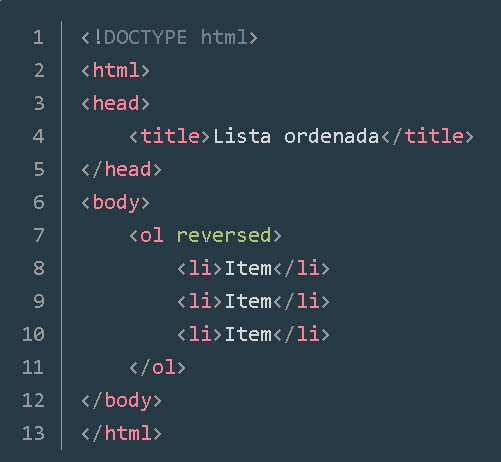 1 <!DOCTYPE html>
2 <html>
3 <head>
4     <title>Lista ordenada</title>
5 </head>
6 <body>
7     <ol reversed>
8         <li>Item</li>
9         <li>Item</li>
10         <li>Item</li>
11     </ol>
12 </body>
13 </html>